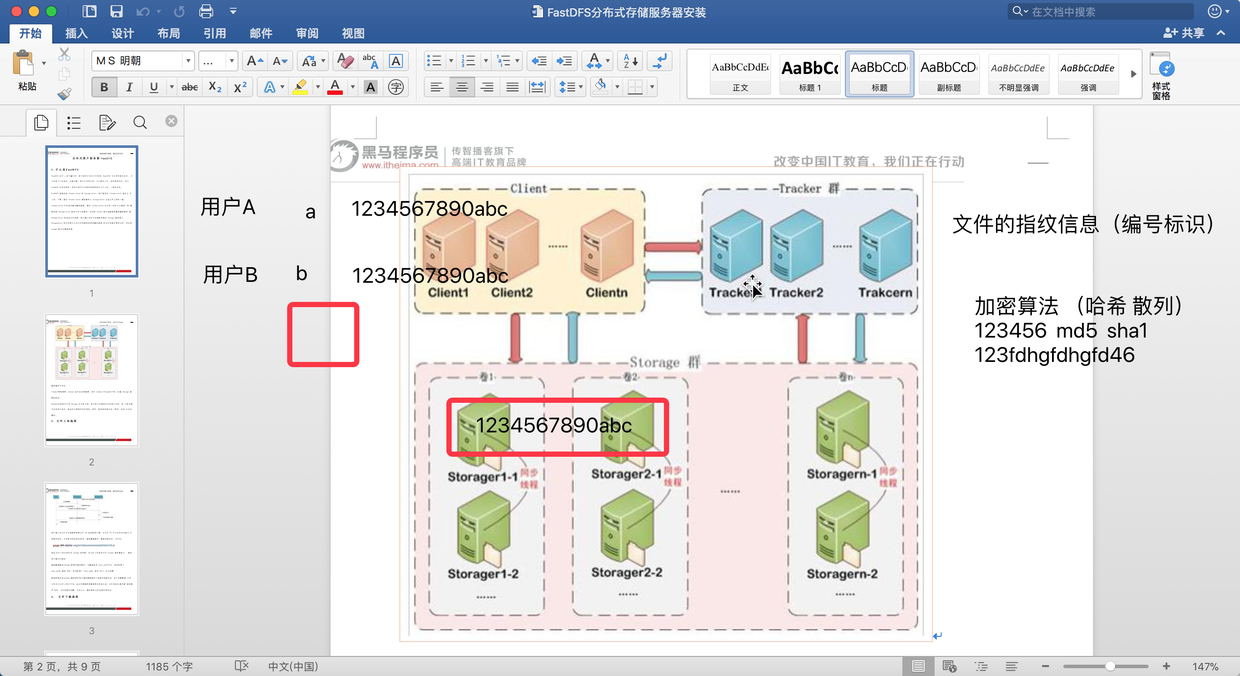 FastDFS分布式存储服务器安装
在文档中搜索
开始 插入 设计 布局 引用 邮件 审阅 视图
共享
粘贴
MS 明朝
AaBbCcDdEe 正文
AaBbCc 标题 1
AaBbCcD 标题
AaBbCcD 副标题
AaBbCcDdEe 不明显强调
AaBbCcDdEe 强调
样式窗格
1
2
3
黑马程序员
www.itheima.com
传智播客旗下
高端IT教育品牌
改变中国IT教育，我们正在行动
用户A a 1234567890abc
用户B b 1234567890abc
Client
Client1 Client2 …… Clientn
Tracker 群
Tracker2 …… Trakcern
文件的指纹信息（编号标识）
加密算法 （哈希 散列）
123456 md5 sha1
123fdhgfdhgfd46
Storage 群
卷1 卷2 卷n
1234567890abc
Storager1-1 同步线程
Storager2-1 同步线程
Storagern-1 同步线程
……
Storager1-2 Storager2-2 Storagern-2
…… …… ……
第 2 页，共 9 页 1185 个字 中文(中国) 147%